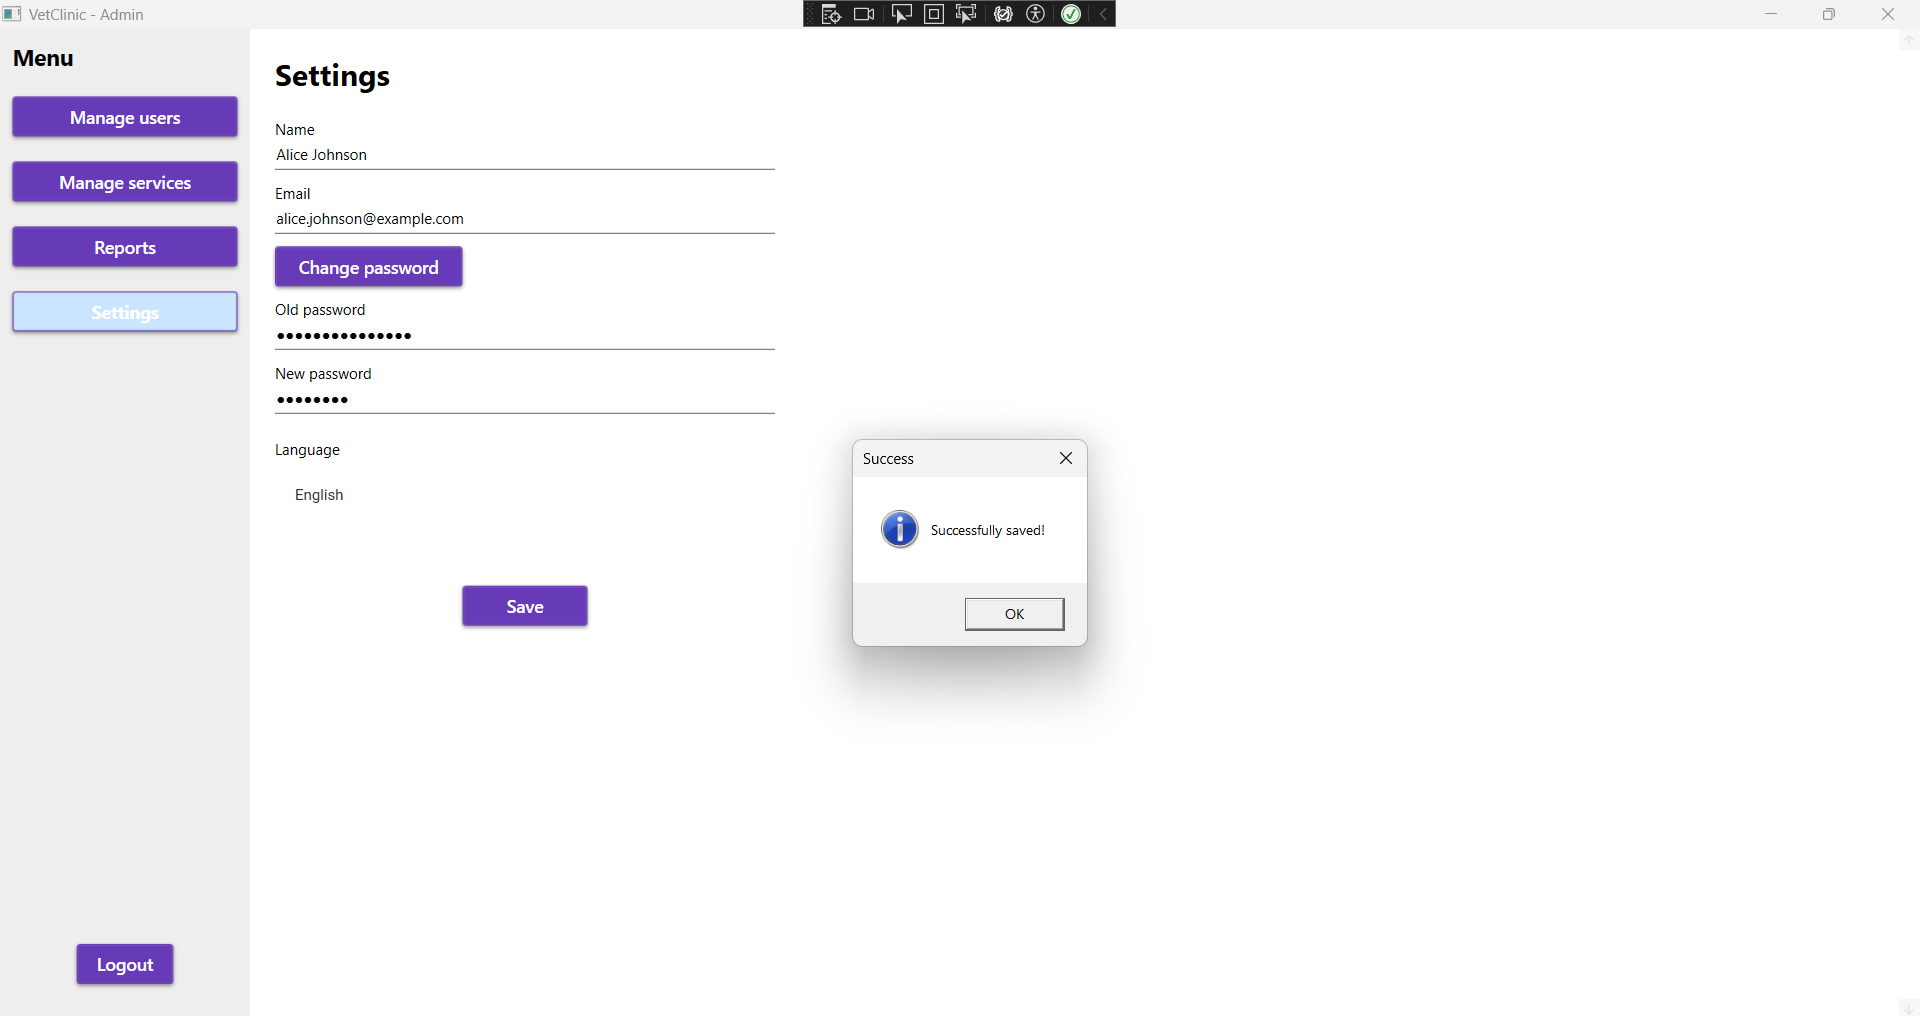 VetClinic - Admin
Menu
Manage users
Manage services
Reports
Settings
Logout
Settings
Name
Alice Johnson
Email
alice.johnson@example.com
Change password
Old password
•••••••••••••••
New password
••••••••
Language
English
Save
Success
Successfully saved!
OK